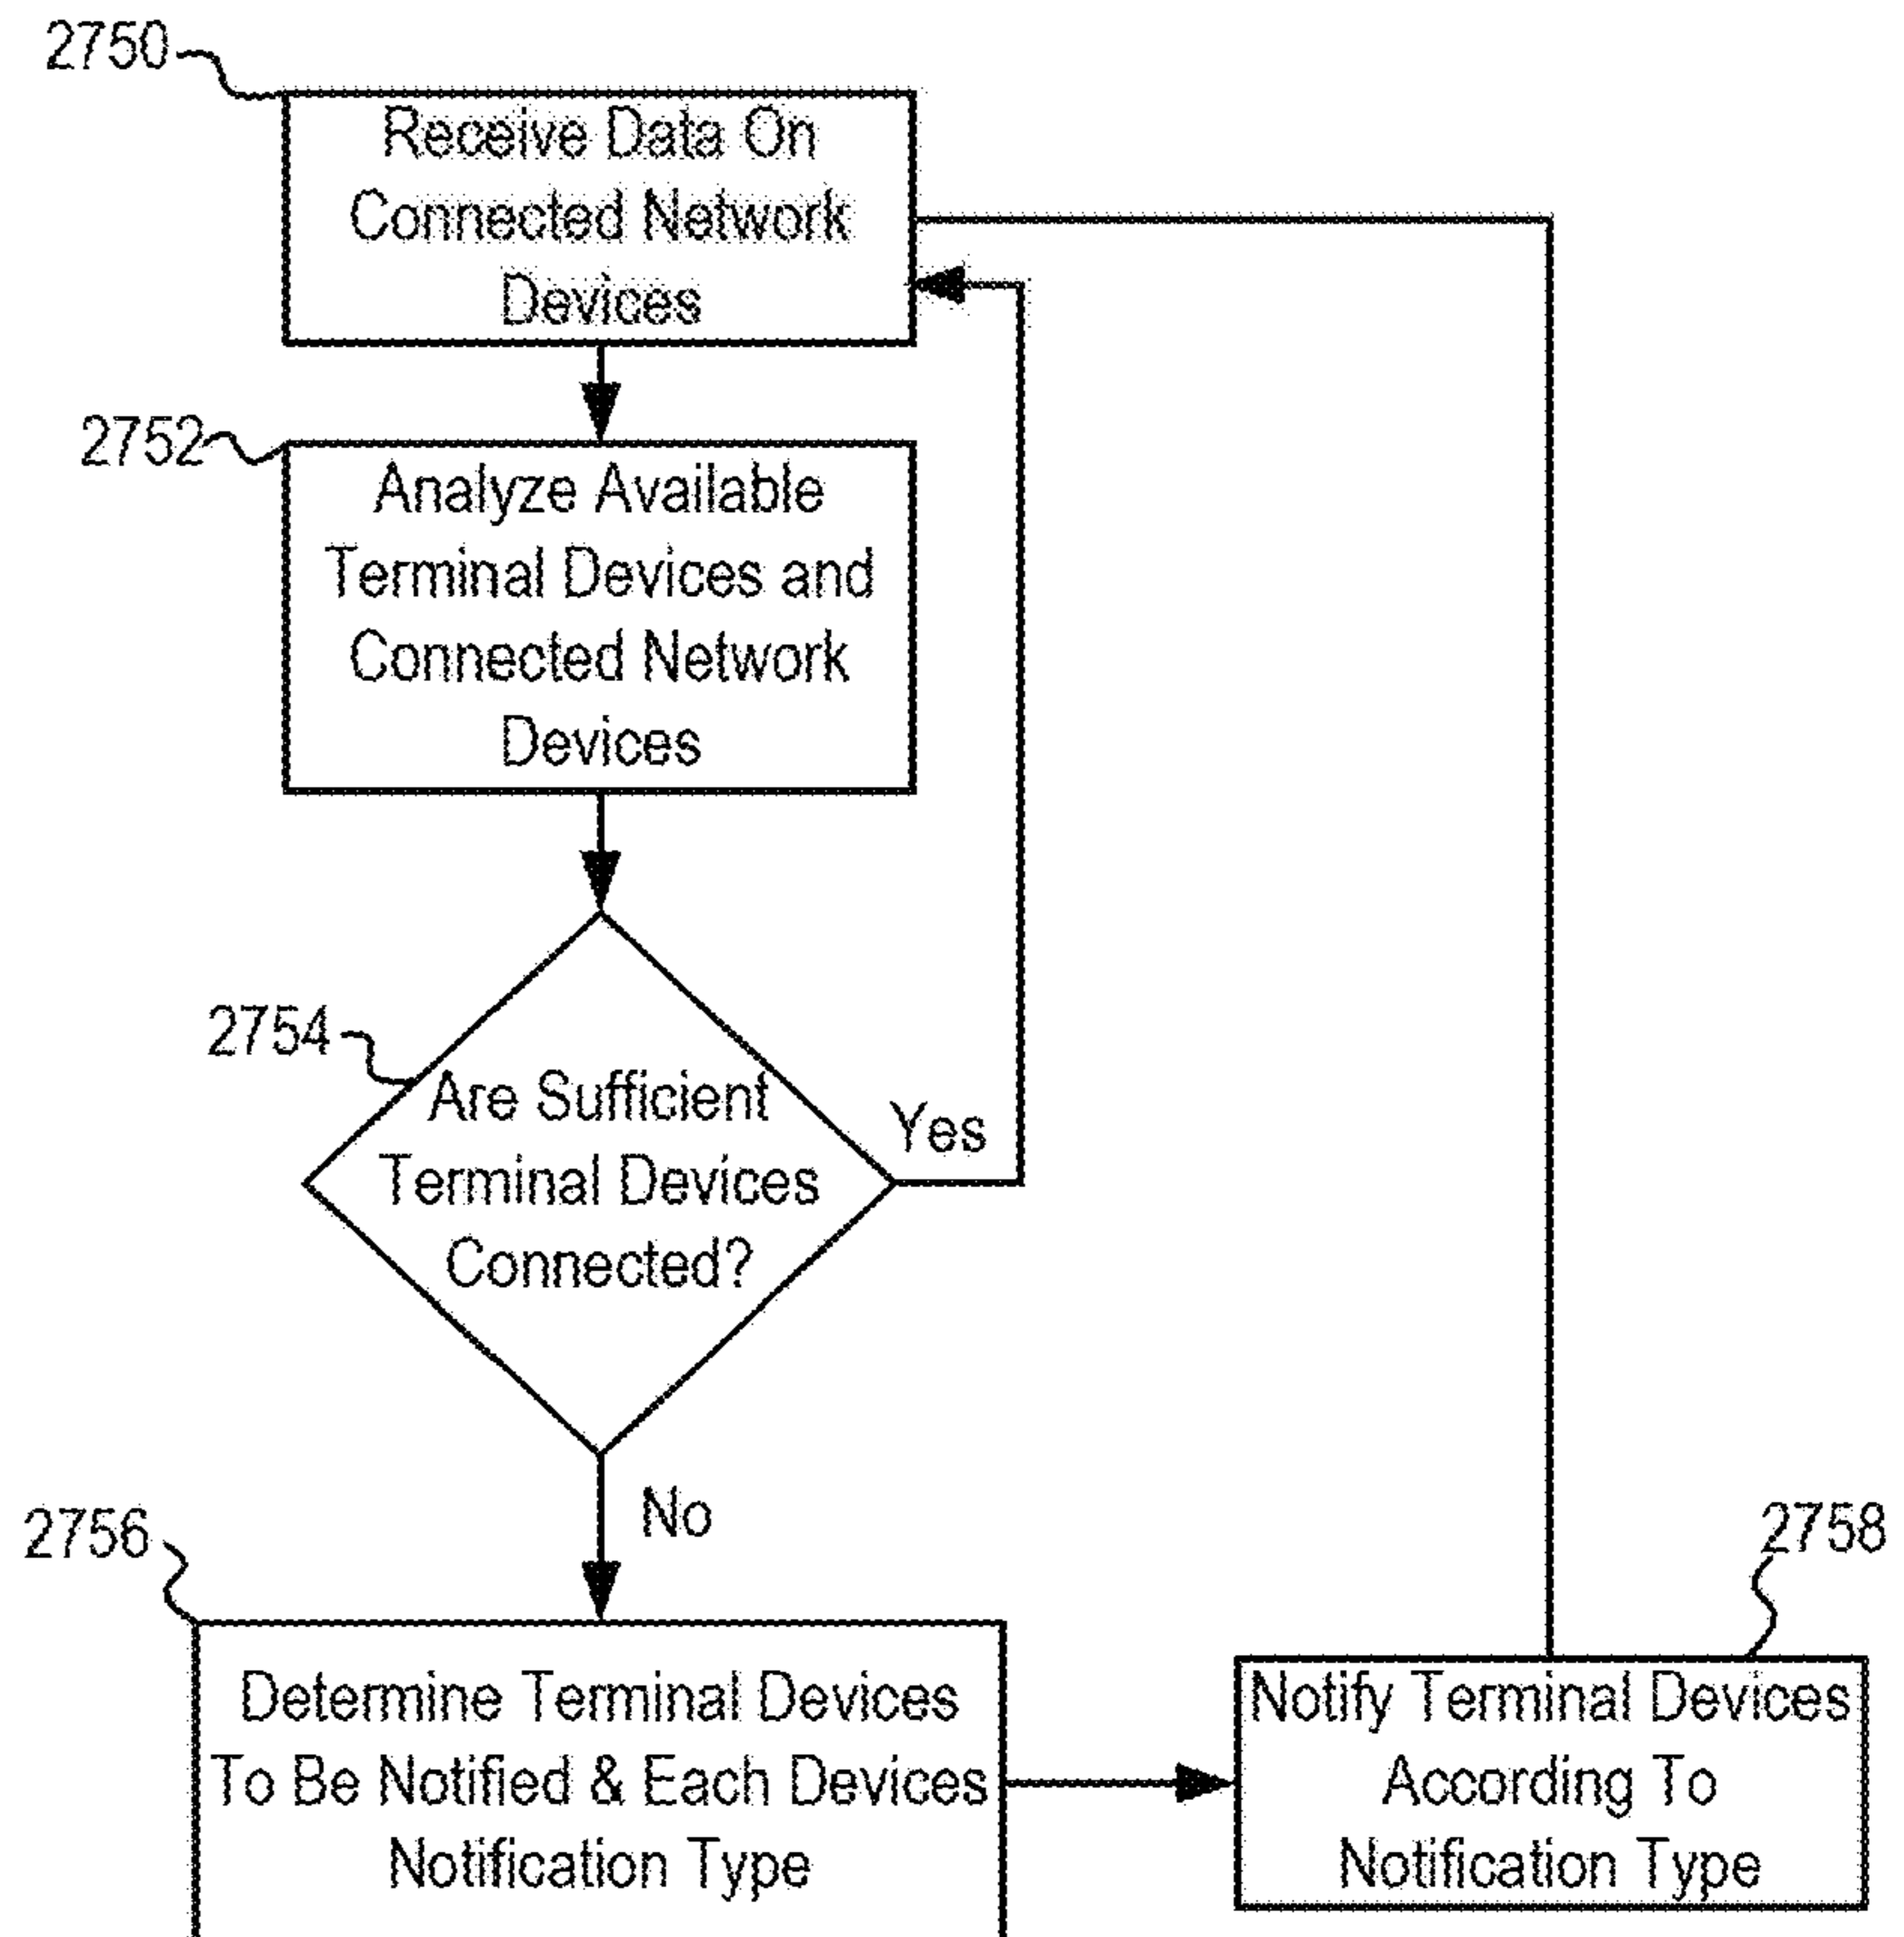 2750
Receive Data On
Connected Network
Devices
2752
Analyze Available
Terminal Devices and
Connected Network
Devices
2754
Are Sufficient
Terminal Devices
Connected?
Yes
No
2756
Determine Terminal Devices
To Be Notified & Each Devices
Notification Type
2758
Notify Terminal Devices
According To
Notification Type